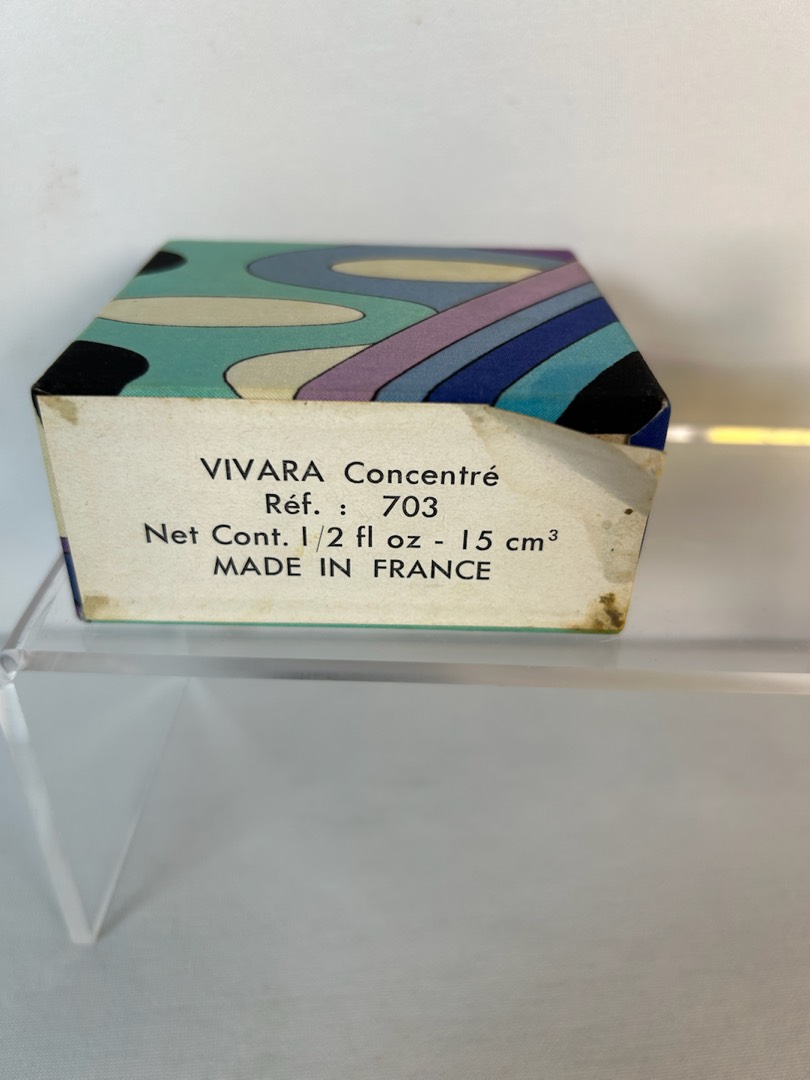 VIVARA Concentré
Réf. : 703
Net Cont. 1/2 fl oz - 15 cm³
MADE IN FRANCE